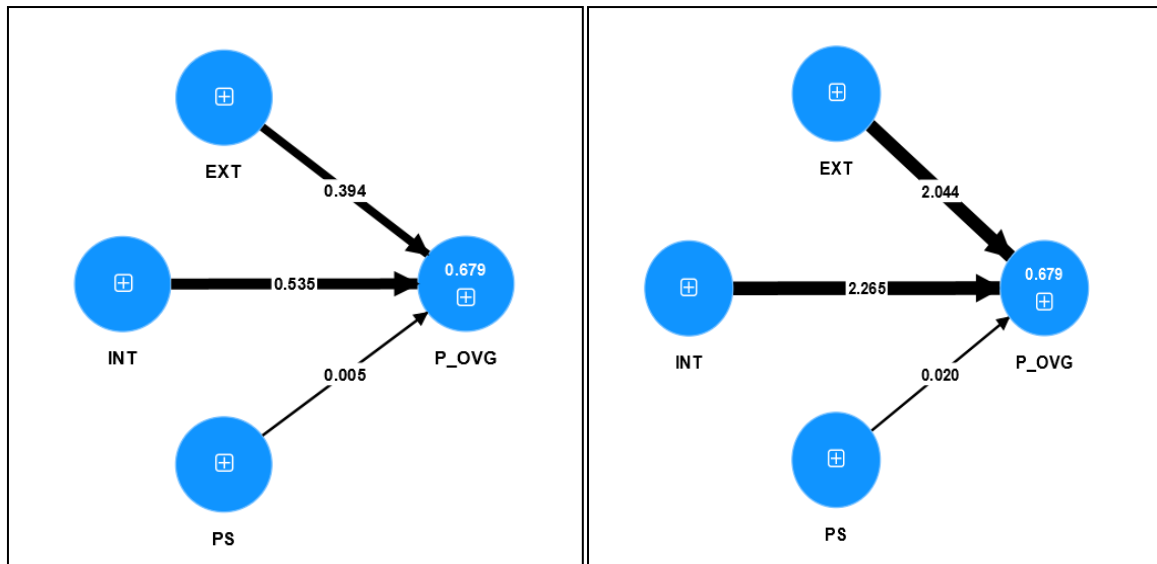 EXT
0.394
0.679
INT
0.535
P_OVG
0.005
PS
EXT
2.044
0.679
INT
2.265
P_OVG
0.020
PS